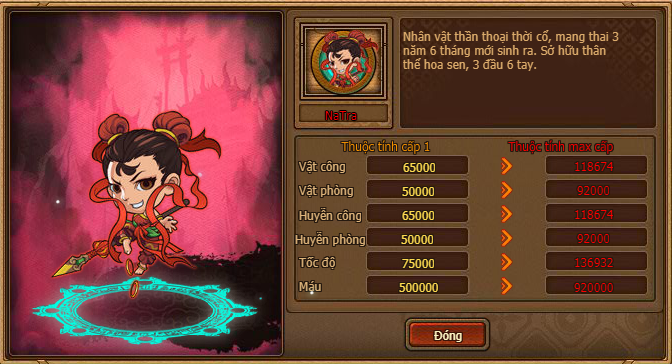 Nhân vật thần thoại thời cổ, mang thai 3
năm 6 tháng mới sinh ra. Sở hữu thân
thể hoa sen, 3 đầu 6 tay.
NaTra
Thuộc tính cấp 1 Thuộc tính max cấp
Vật công 65000 118674
Vật phòng 50000 92000
Huyễn công 65000 118674
Huyễn phòng 50000 92000
Tốc độ 75000 136932
Máu 500000 920000
Đóng